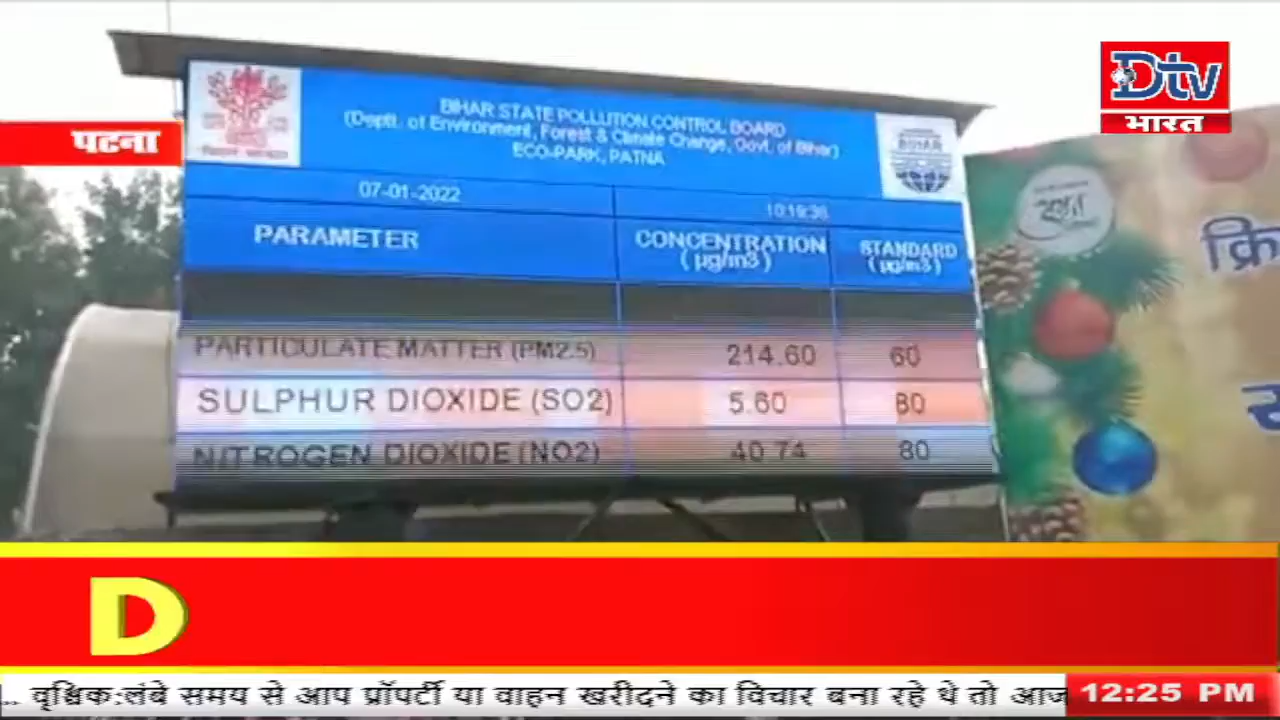 Dtv
भारत
पटना
BIHAR STATE POLLUTION CONTROL BOARD
(Deptt. of Environment, Forest & Climate Change, Govt. of Bihar)
ECO-PARK, PATNA
BIHAR
07-01-2022 10:19:36
PARAMETER CONCENTRATION (µg/m3) STANDARD (µg/m3)
PARTICULATE MATTER (PM2.5) 214.60 60
SULPHUR DIOXIDE (SO2) 5.60 80
NITROGEN DIOXIDE (NO2) 40.74 80
क्रि
D
... वृश्चिक:लंबे समय से आप प्रॉपर्टी या वाहन खरीदने का विचार बना रहे थे तो आज
12:25 PM